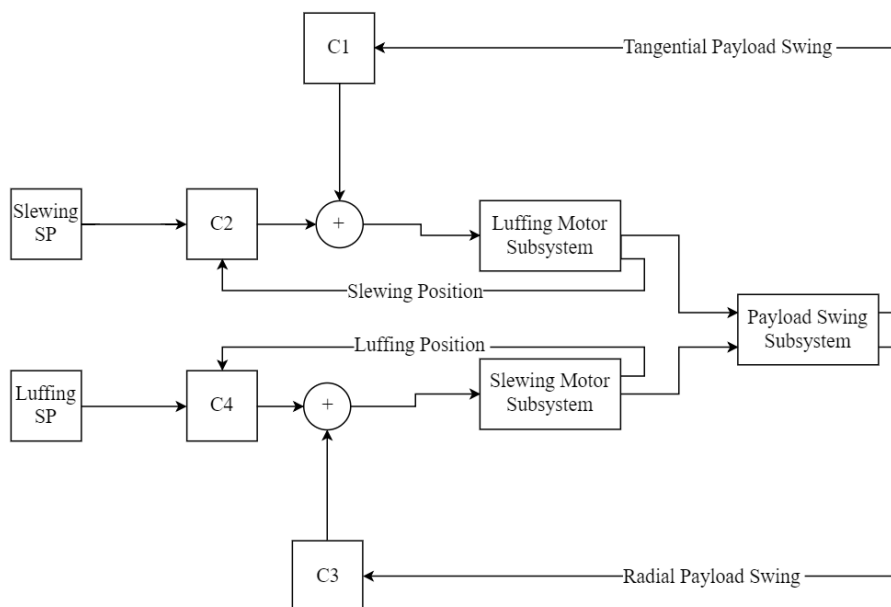 C1
Tangential Payload Swing
Slewing
SP
C2
+
Luffing Motor
Subsystem
Slewing Position
Payload Swing
Subsystem
Luffing Position
Luffing
SP
C4
+
Slewing Motor
Subsystem
C3
Radial Payload Swing